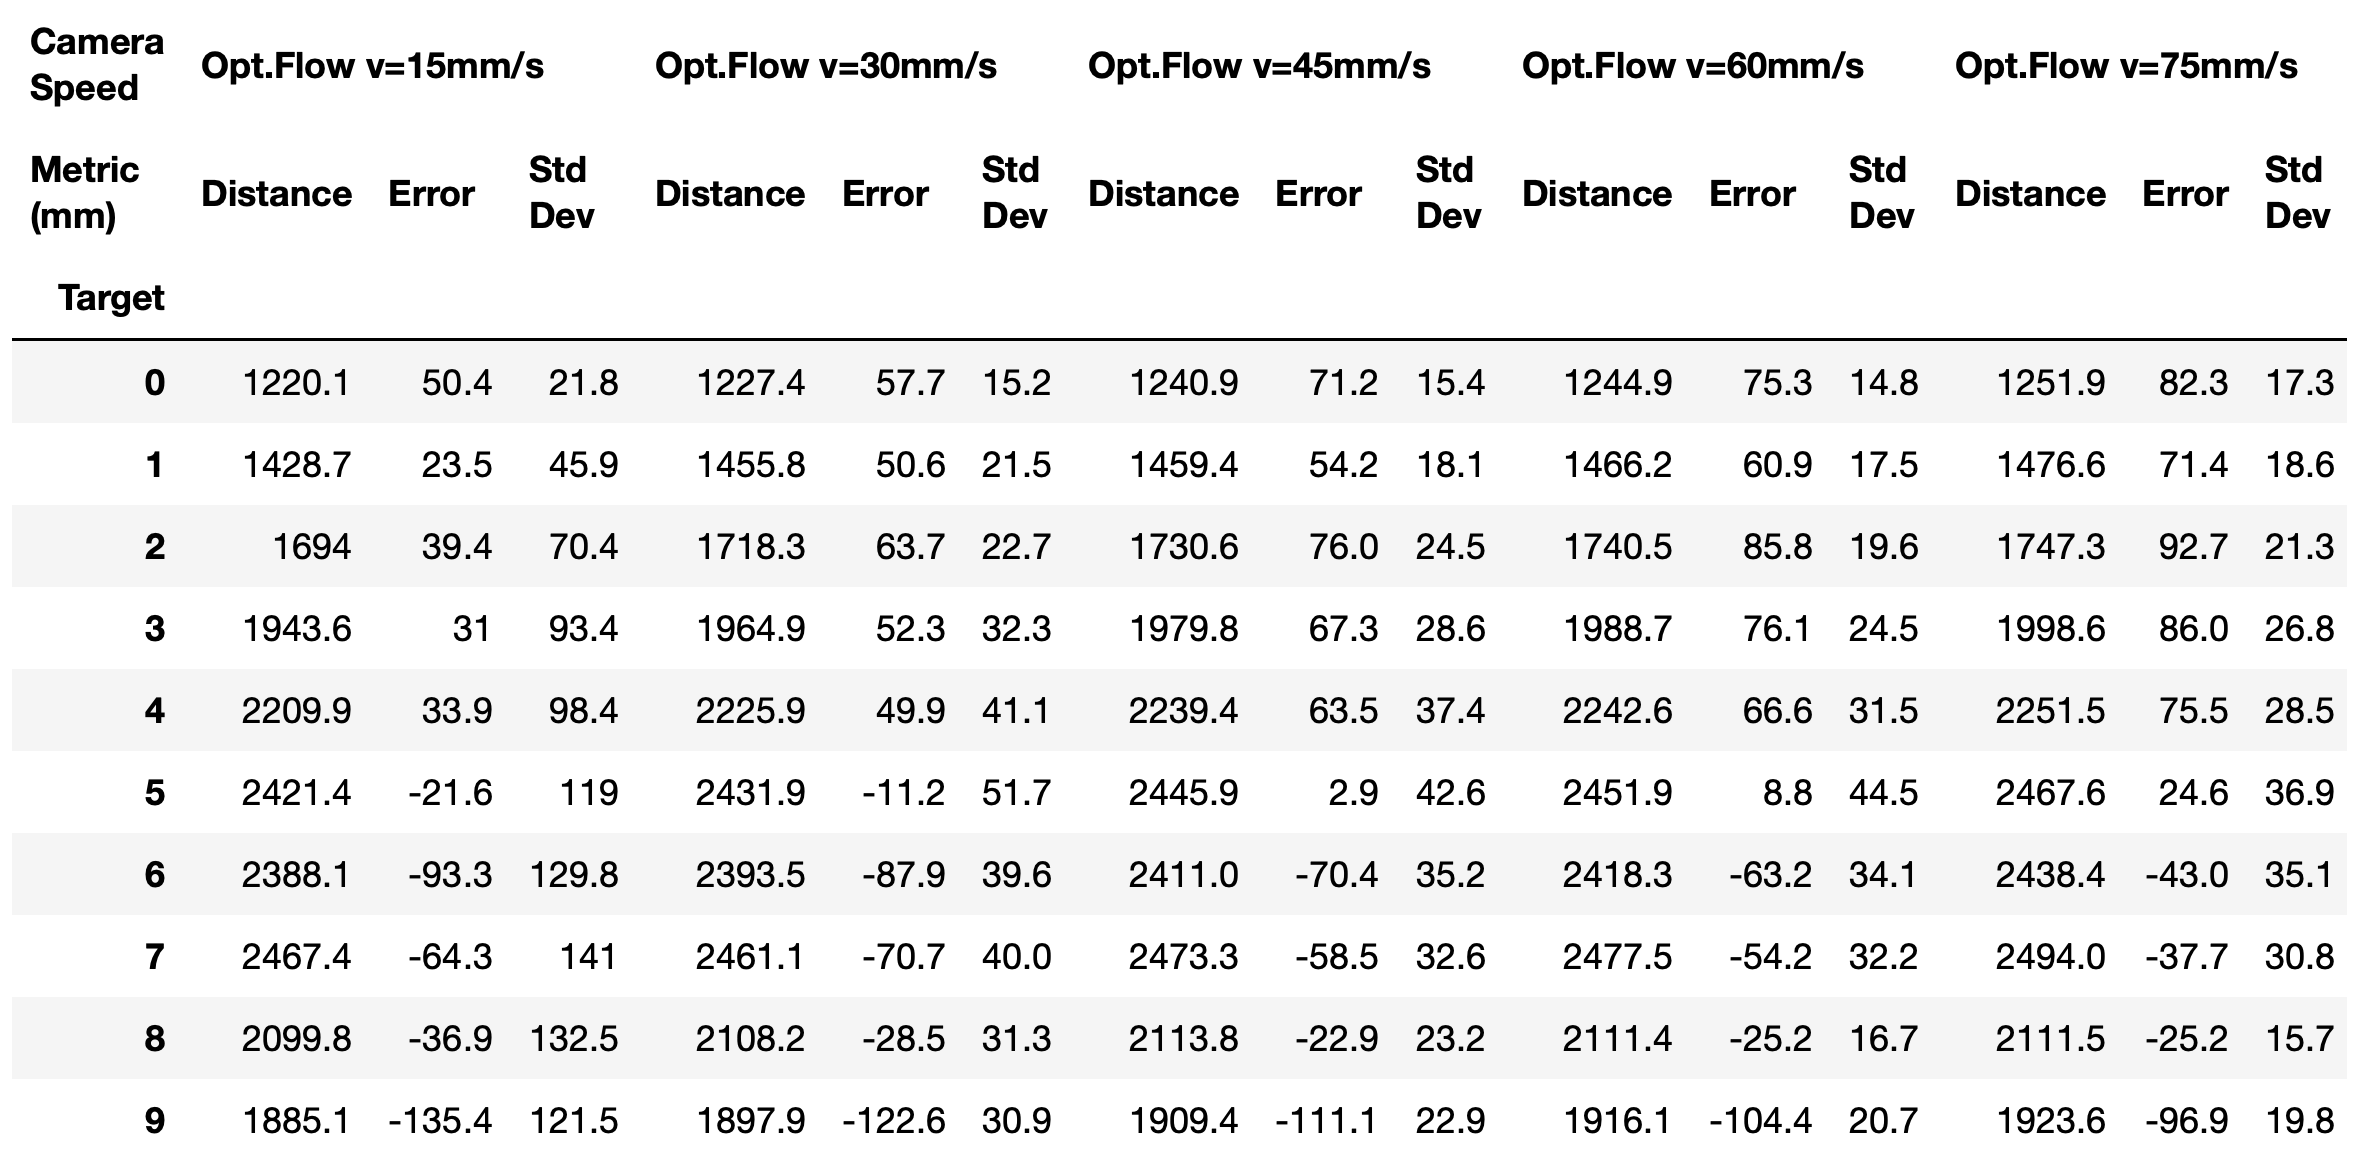 Camera Speed Opt.Flow v=15mm/s Opt.Flow v=30mm/s Opt.Flow v=45mm/s Opt.Flow v=60mm/s Opt.Flow v=75mm/s
Metric (mm) Distance Error Std Dev Distance Error Std Dev Distance Error Std Dev Distance Error Std Dev Distance Error Std Dev
Target
0 1220.1 50.4 21.8 1227.4 57.7 15.2 1240.9 71.2 15.4 1244.9 75.3 14.8 1251.9 82.3 17.3
1 1428.7 23.5 45.9 1455.8 50.6 21.5 1459.4 54.2 18.1 1466.2 60.9 17.5 1476.6 71.4 18.6
2 1694 39.4 70.4 1718.3 63.7 22.7 1730.6 76.0 24.5 1740.5 85.8 19.6 1747.3 92.7 21.3
3 1943.6 31 93.4 1964.9 52.3 32.3 1979.8 67.3 28.6 1988.7 76.1 24.5 1998.6 86.0 26.8
4 2209.9 33.9 98.4 2225.9 49.9 41.1 2239.4 63.5 37.4 2242.6 66.6 31.5 2251.5 75.5 28.5
5 2421.4 -21.6 119 2431.9 -11.2 51.7 2445.9 2.9 42.6 2451.9 8.8 44.5 2467.6 24.6 36.9
6 2388.1 -93.3 129.8 2393.5 -87.9 39.6 2411.0 -70.4 35.2 2418.3 -63.2 34.1 2438.4 -43.0 35.1
7 2467.4 -64.3 141 2461.1 -70.7 40.0 2473.3 -58.5 32.6 2477.5 -54.2 32.2 2494.0 -37.7 30.8
8 2099.8 -36.9 132.5 2108.2 -28.5 31.3 2113.8 -22.9 23.2 2111.4 -25.2 16.7 2111.5 -25.2 15.7
9 1885.1 -135.4 121.5 1897.9 -122.6 30.9 1909.4 -111.1 22.9 1916.1 -104.4 20.7 1923.6 -96.9 19.8